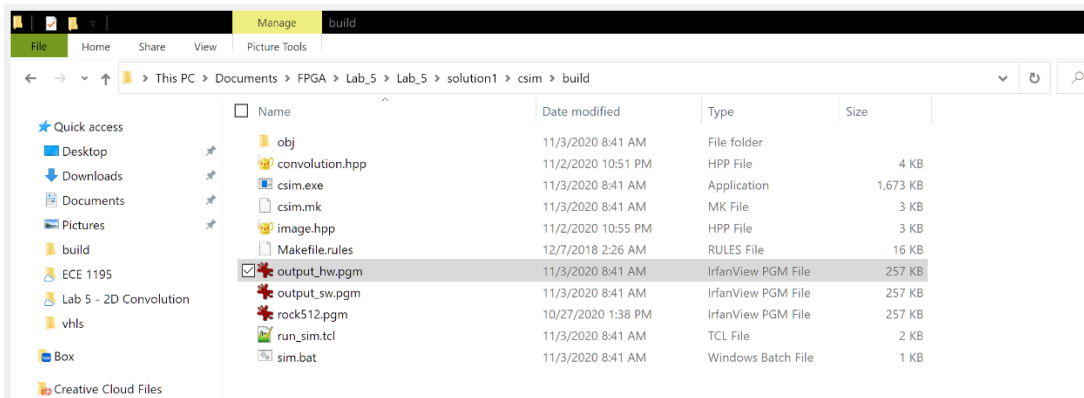 Manage build
File Home Share View Picture Tools
This PC > Documents > FPGA > Lab_5 > Lab_5 > solution1 > csim > build
Name Date modified Type Size
Quick access
Desktop
Downloads
Documents
Pictures
build
ECE 1195
Lab 5 - 2D Convolution
vhls
Box
Creative Cloud Files
obj 11/3/2020 8:41 AM File folder
convolution.hpp 11/2/2020 10:51 PM HPP File 4 KB
csim.exe 11/3/2020 8:41 AM Application 1,673 KB
csim.mk 11/3/2020 8:41 AM MK File 3 KB
image.hpp 11/2/2020 10:55 PM HPP File 3 KB
Makefile.rules 12/7/2018 2:26 AM RULES File 16 KB
output_hw.pgm 11/3/2020 8:41 AM IrfanView PGM File 257 KB
output_sw.pgm 11/3/2020 8:41 AM IrfanView PGM File 257 KB
rock512.pgm 10/27/2020 1:38 PM IrfanView PGM File 257 KB
run_sim.tcl 11/3/2020 8:41 AM TCL File 2 KB
sim.bat 11/3/2020 8:41 AM Windows Batch File 1 KB